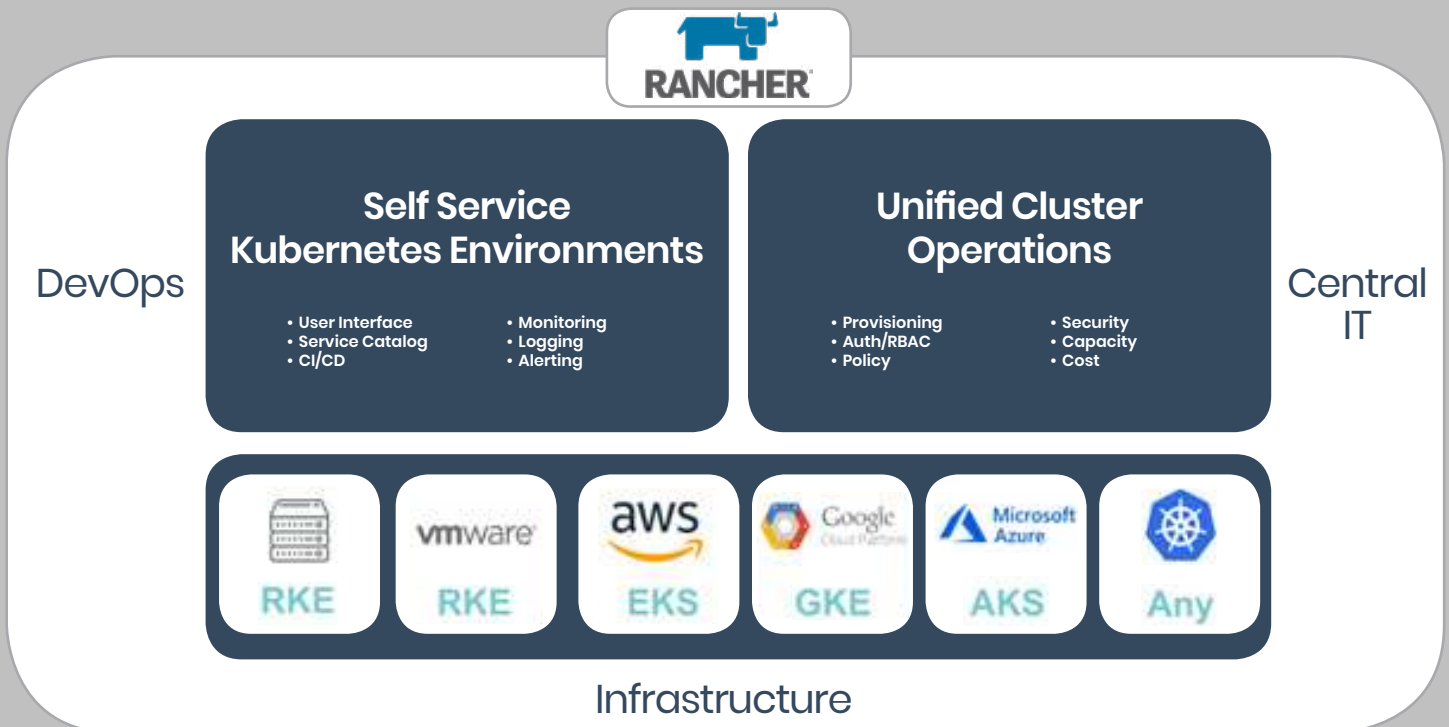 RANCHER
DevOps
Self Service
Kubernetes Environments
• User Interface
• Service Catalog
• CI/CD
• Monitoring
• Logging
• Alerting
Unified Cluster
Operations
• Provisioning
• Auth/RBAC
• Policy
• Security
• Capacity
• Cost
Central
IT
RKE
vmware
RKE
aws
EKS
Google
Cloud Platform
GKE
Microsoft
Azure
AKS
Any
Infrastructure